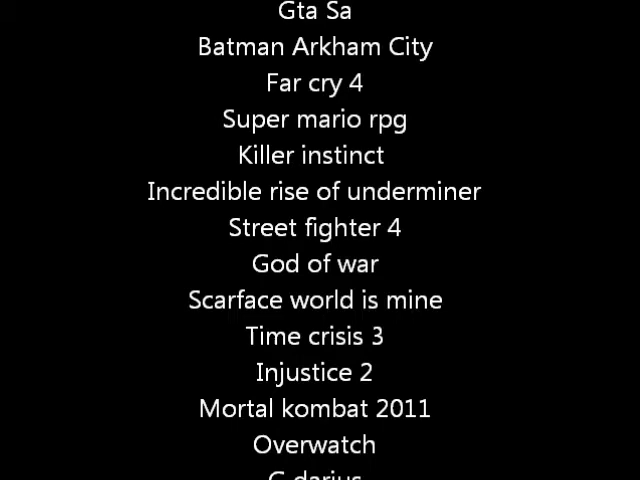 Gta Sa
Batman Arkham City
Far cry 4
Super mario rpg
Killer instinct
Incredible rise of underminer
Street fighter 4
God of war
Scarface world is mine
Time crisis 3
Injustice 2
Mortal kombat 2011
Overwatch
G darius